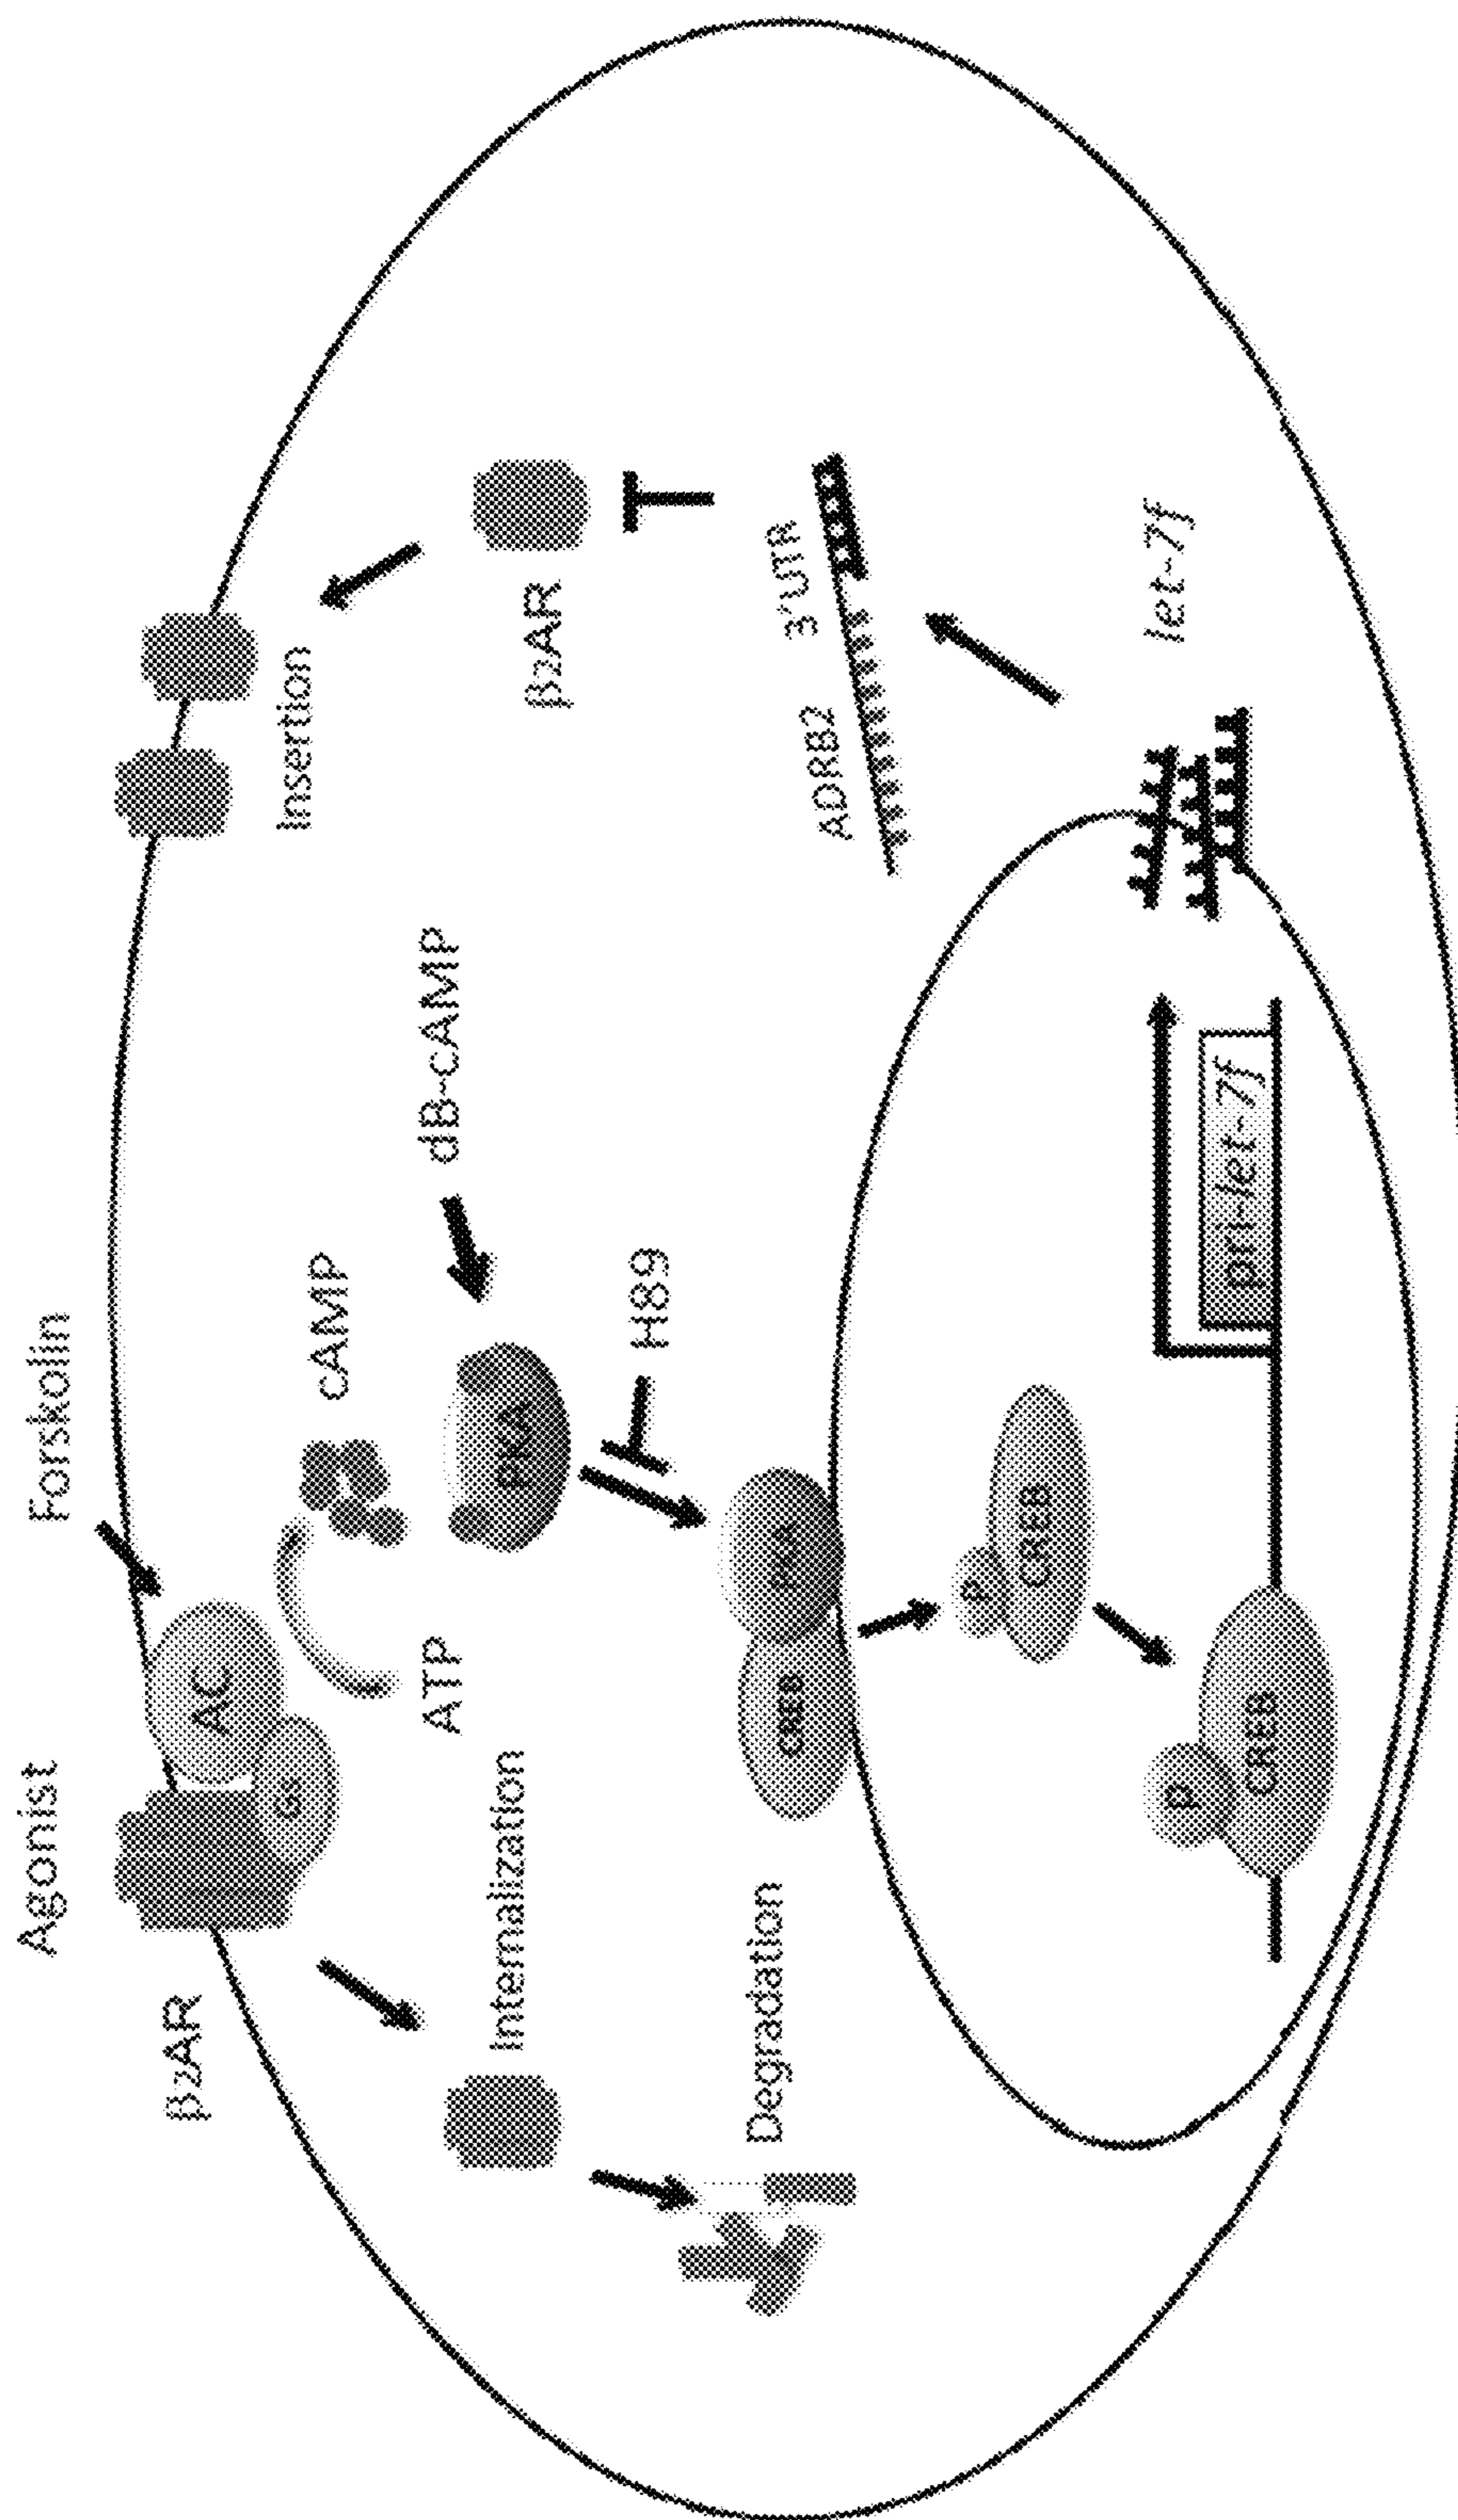 Agonist
Forskolin
β2AR
AC
Gs
cAMP
ATP
Insertion
dB-cAMP
Internalization
PKA
β2AR
H89
Degradation
CREB
PKA
ADRB2
3'UTR
P
CREB
let-7f
P
CREB
pri-let-7f